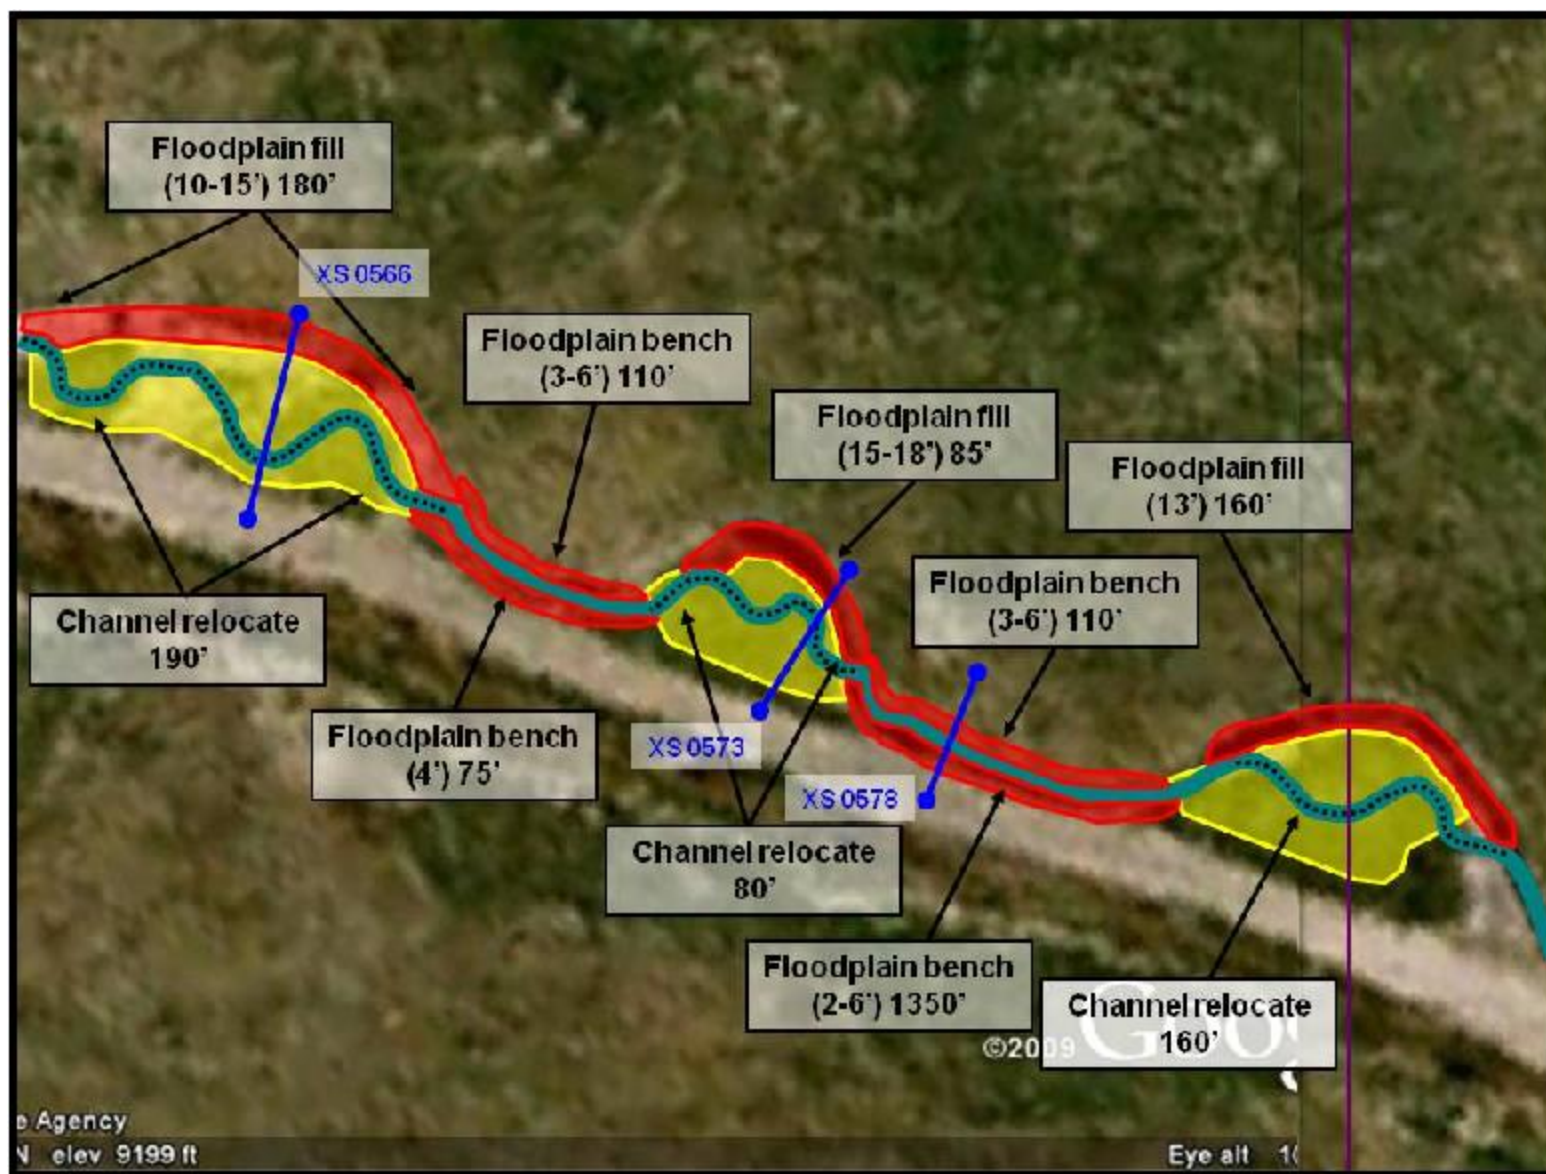 Floodplain fill
(10-15') 180'
XS 0566
Floodplain bench
(3-6') 110'
Floodplain fill
(15-18') 85'
Floodplain fill
(13') 160'
Floodplain bench
(3-6') 110'
Channel relocate
190'
Floodplain bench
(4') 75'
XS 0573
XS 0578
Channel relocate
80'
Floodplain bench
(2-6') 1350'
Channel relocate
160'
©2009 Goog
e Agency
N elev 9199 ft
Eye alt 10